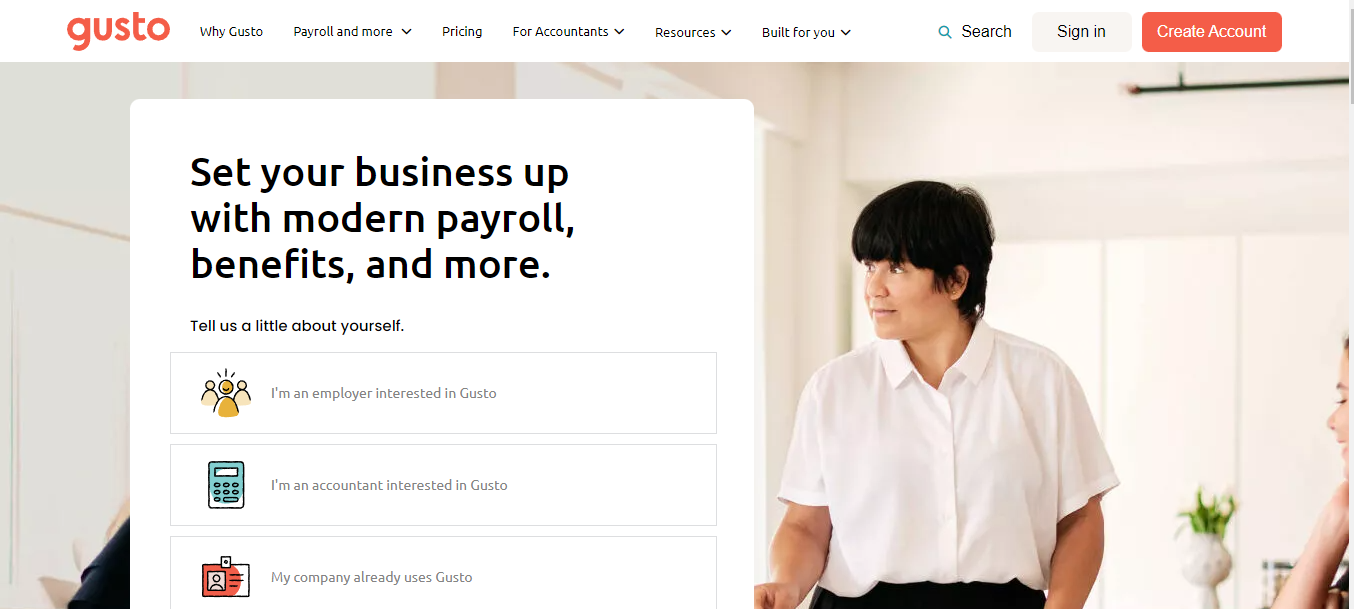 gusto
Why Gusto
Payroll and more
Pricing
For Accountants
Resources
Built for you
Search
Sign in
Create Account
Set your business up
with modern payroll,
benefits, and more.
Tell us a little about yourself.
I'm an employer interested in Gusto
I'm an accountant interested in Gusto
My company already uses Gusto